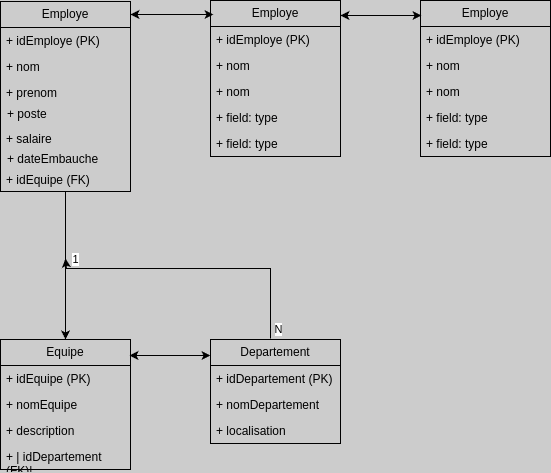 Employe
+ idEmploye (PK)
+ nom
+ prenom
+ poste
+ salaire
+ dateEmbauche
+ idEquipe (FK)
Employe
+ idEmploye (PK)
+ nom
+ nom
+ field: type
+ field: type
Employe
+ idEmploye (PK)
+ nom
+ nom
+ field: type
+ field: type
1
N
Equipe
+ idEquipe (PK)
+ nomEquipe
+ description
+ | idDepartement
(FK)|
Departement
+ idDepartement (PK)
+ nomDepartement
+ localisation